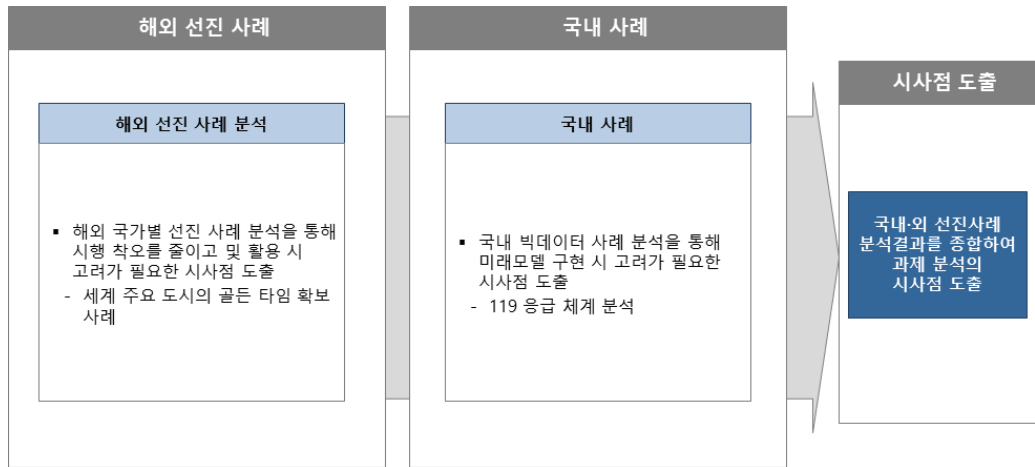 해외 선진 사례
해외 선진 사례 분석
▪ 해외 국가별 선진 사례 분석을 통해
시행 착오를 줄이고 및 활용 시
고려가 필요한 시사점 도출
- 세계 주요 도시의 골든 타임 확보
사례
국내 사례
국내 사례
▪ 국내 빅데이터 사례 분석을 통해
미래모델 구현 시 고려가 필요한
시사점 도출
- 119 응급 체계 분석
시사점 도출
국내·외 선진사례
분석결과를 종합하여
과제 분석의
시사점 도출